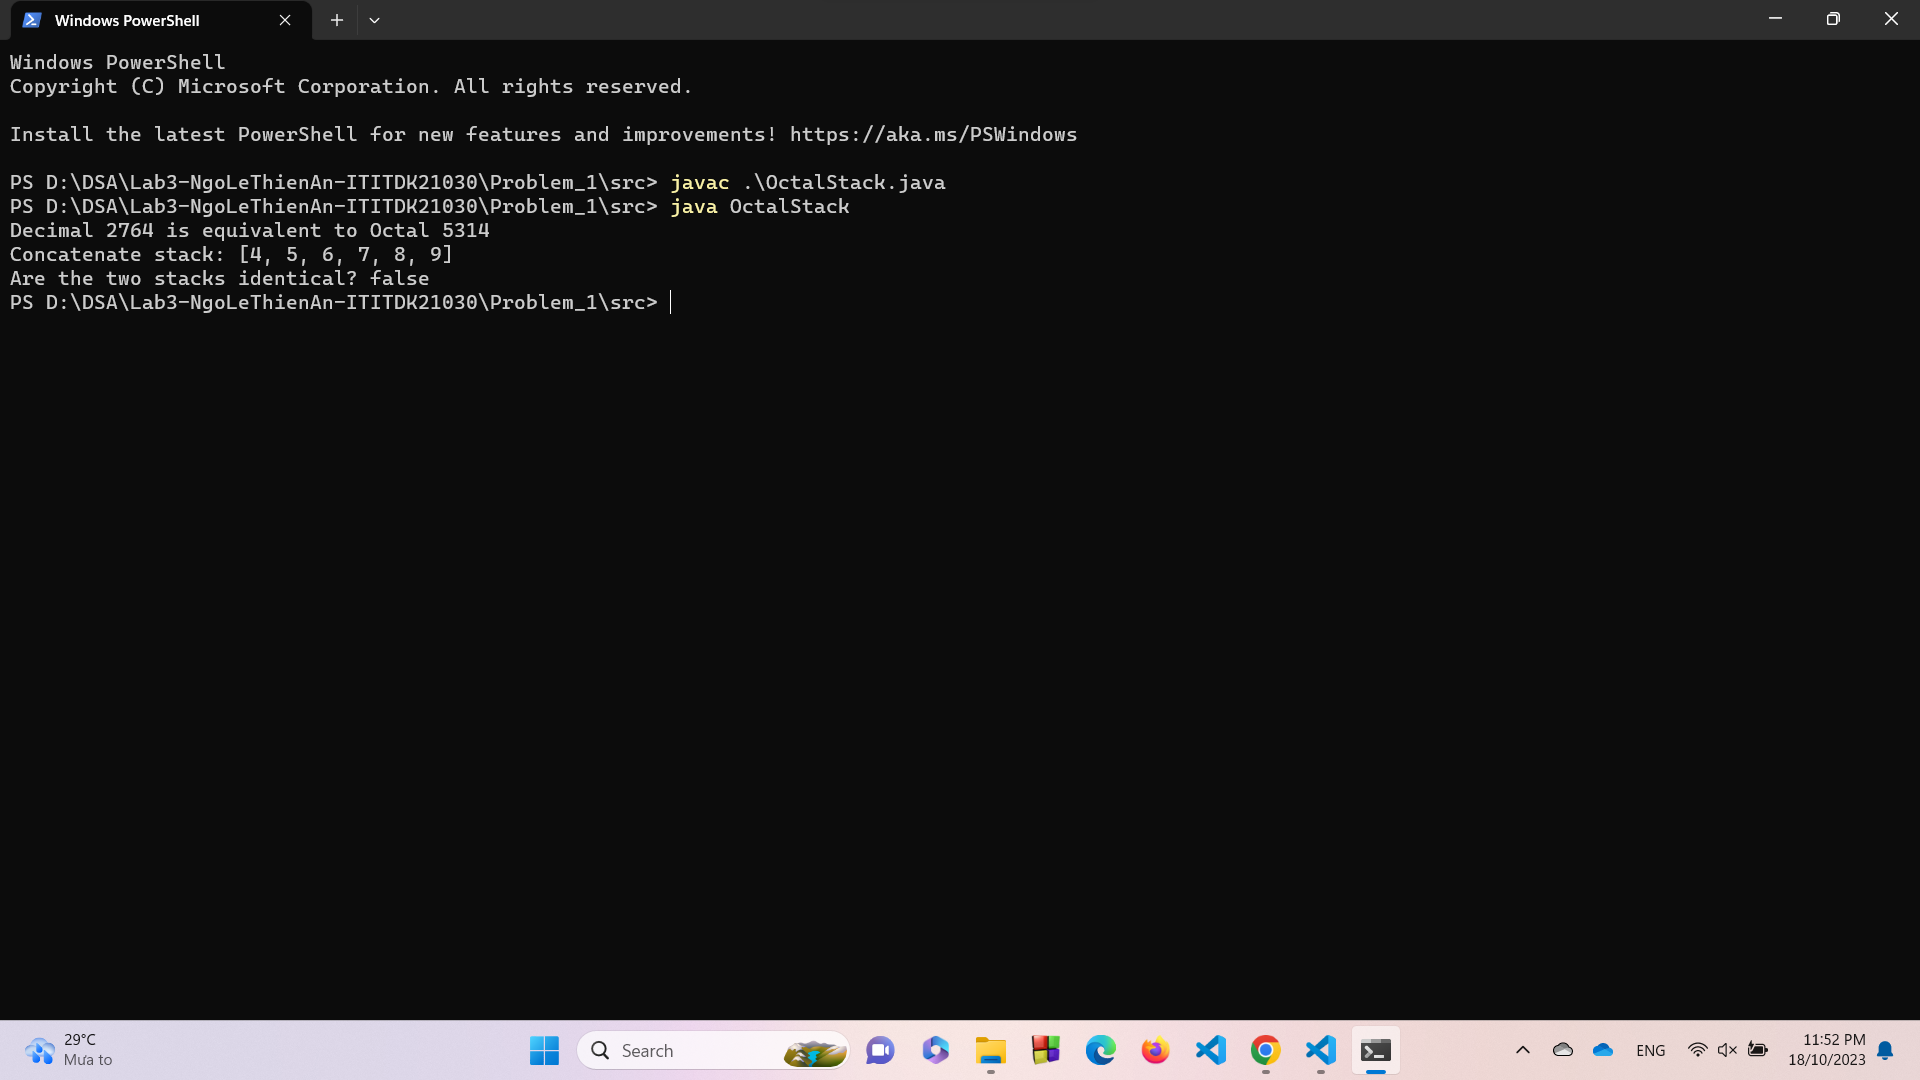 Windows PowerShell
Windows PowerShell
Copyright (C) Microsoft Corporation. All rights reserved.
Install the latest PowerShell for new features and improvements! https://aka.ms/PSWindows
PS D:\DSA\Lab3-NgoLeThienAn-ITITDK21030\Problem_1\src> javac .\OctalStack.java
PS D:\DSA\Lab3-NgoLeThienAn-ITITDK21030\Problem_1\src> java OctalStack
Decimal 2764 is equivalent to Octal 5314
Concatenate stack: [4, 5, 6, 7, 8, 9]
Are the two stacks identical? false
PS D:\DSA\Lab3-NgoLeThienAn-ITITDK21030\Problem_1\src>
29°C
Mưa to
Search
ENG
11:52 PM
18/10/2023